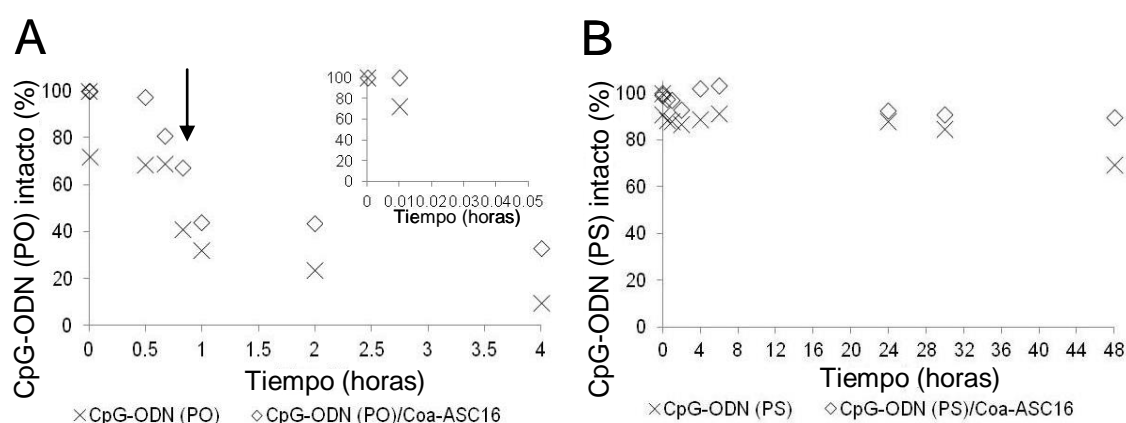 A
CpG-ODN (PO) intacto (%)
100
80
60
40
20
0
0 0.5 1 1.5 2 2.5 3 3.5 4
Tiempo (horas)
×CpG-ODN (PO) ◇CpG-ODN (PO)/Coa-ASC16
100
80
60
40
20
0
0 0.01 0.02 0.03 0.04 0.05
Tiempo (horas)
B
CpG-ODN (PS) intacto (%)
100
80
60
40
20
0
0 4 8 12 16 20 24 28 32 36 40 44 48
Tiempo (horas)
×CpG-ODN (PS) ◇CpG-ODN (PS)/Coa-ASC16